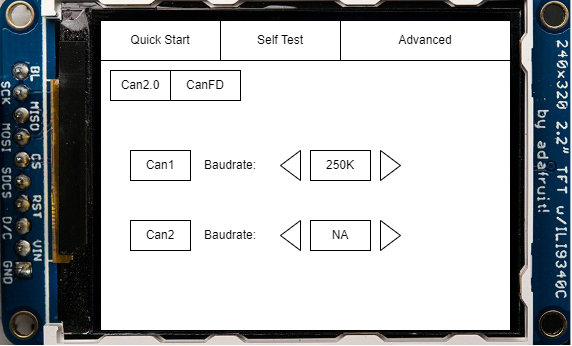 Quick Start
Self Test
Advanced
Can2.0
CanFD
Can1
Baudrate:
250K
Can2
Baudrate:
NA
BL
SCK
MISO
MOSI
CS
SDCS
RST
D/C
VIN
GND
240x320 2.2" TFT w/ILI9340C
by adafruit!